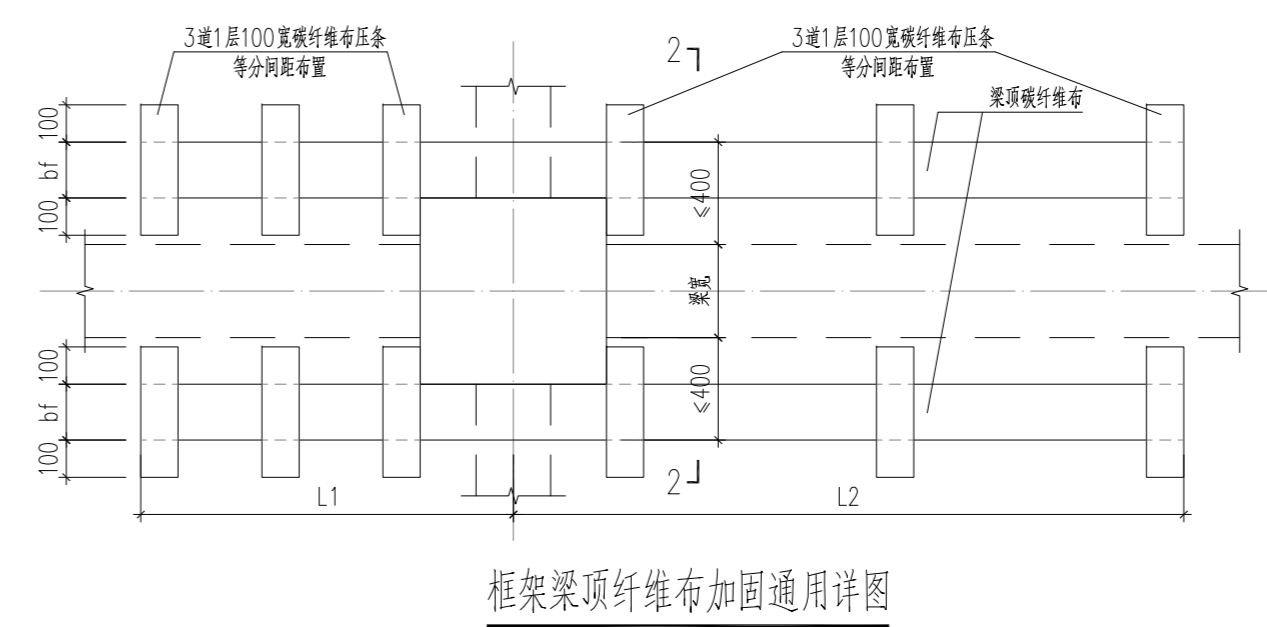 3道1层100宽碳纤维布压条
等分间距布置
2
3道1层100宽碳纤维布压条
等分间距布置
梁顶碳纤维布
100
bf
100
≤400
梁宽
≤400
100
bf
100
2
L1
L2
框架梁顶纤维布加固通用详图